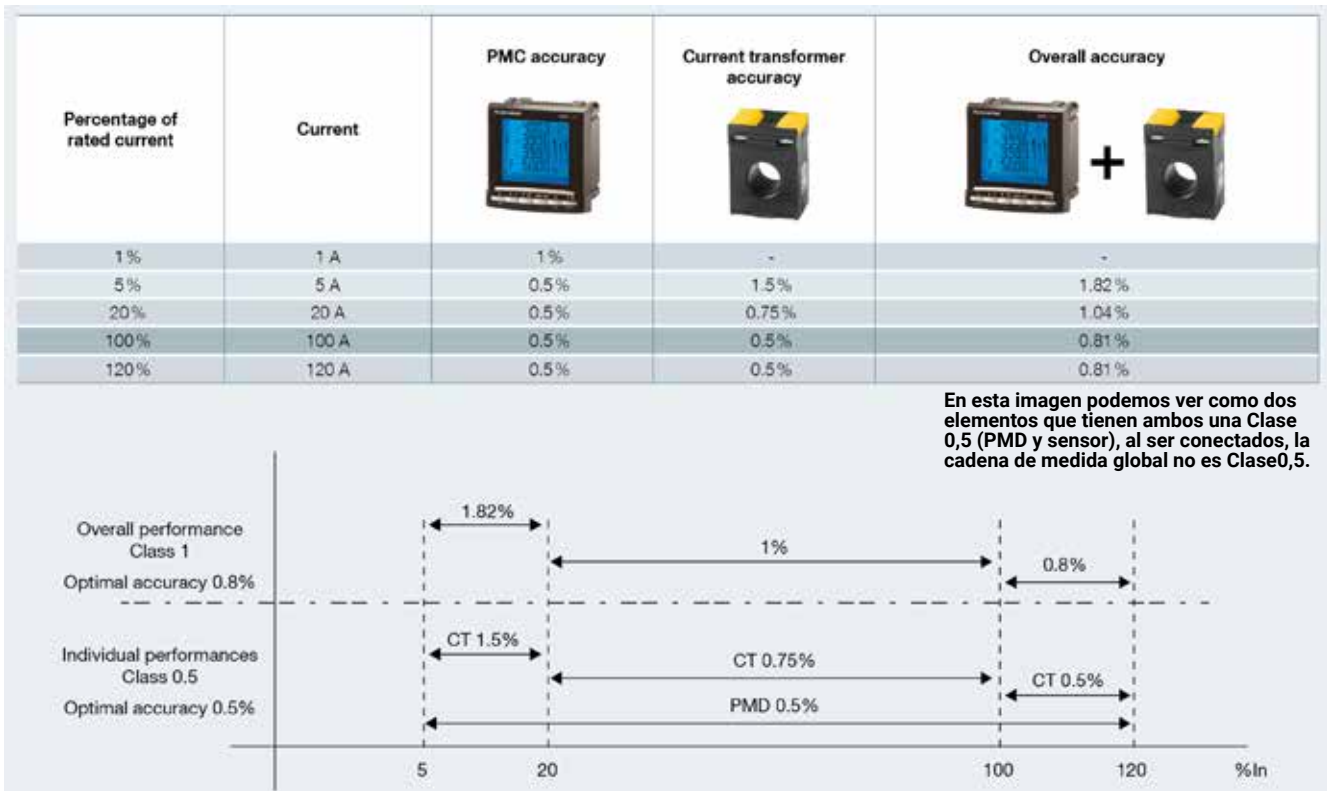 PMC accuracy
Current transformer
accuracy
Overall accuracy
Percentage of
rated current
Current
+
1% 1 A 1% - -
5% 5 A 0.5% 1.5% 1.82%
20% 20 A 0.5% 0.75% 1.04%
100% 100 A 0.5% 0.5% 0.81%
120% 120 A 0.5% 0.5% 0.81%
En esta imagen podemos ver como dos
elementos que tienen ambos una Clase
0,5 (PMD y sensor), al ser conectados, la
cadena de medida global no es Clase0,5.
Overall performance
Class 1
Optimal accuracy 0.8%
1.82%
1%
0.8%
Individual performances
Class 0.5
Optimal accuracy 0.5%
CT 1.5%
CT 0.75%
CT 0.5%
PMD 0.5%
5 20 100 120 %In